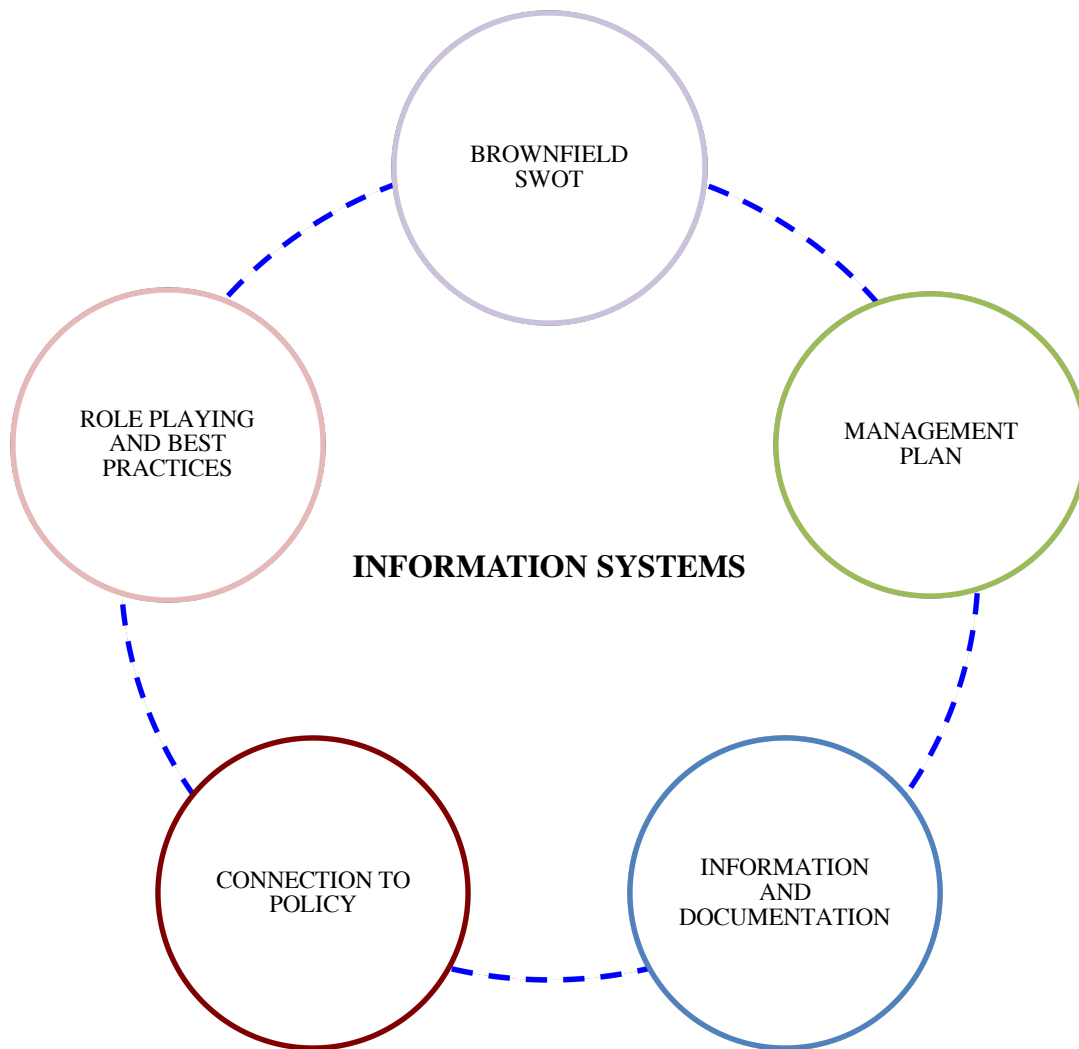 BROWNFIELD
SWOT
ROLE PLAYING
AND BEST
PRACTICES
MANAGEMENT
PLAN
INFORMATION SYSTEMS
CONNECTION TO
POLICY
INFORMATION
AND
DOCUMENTATION